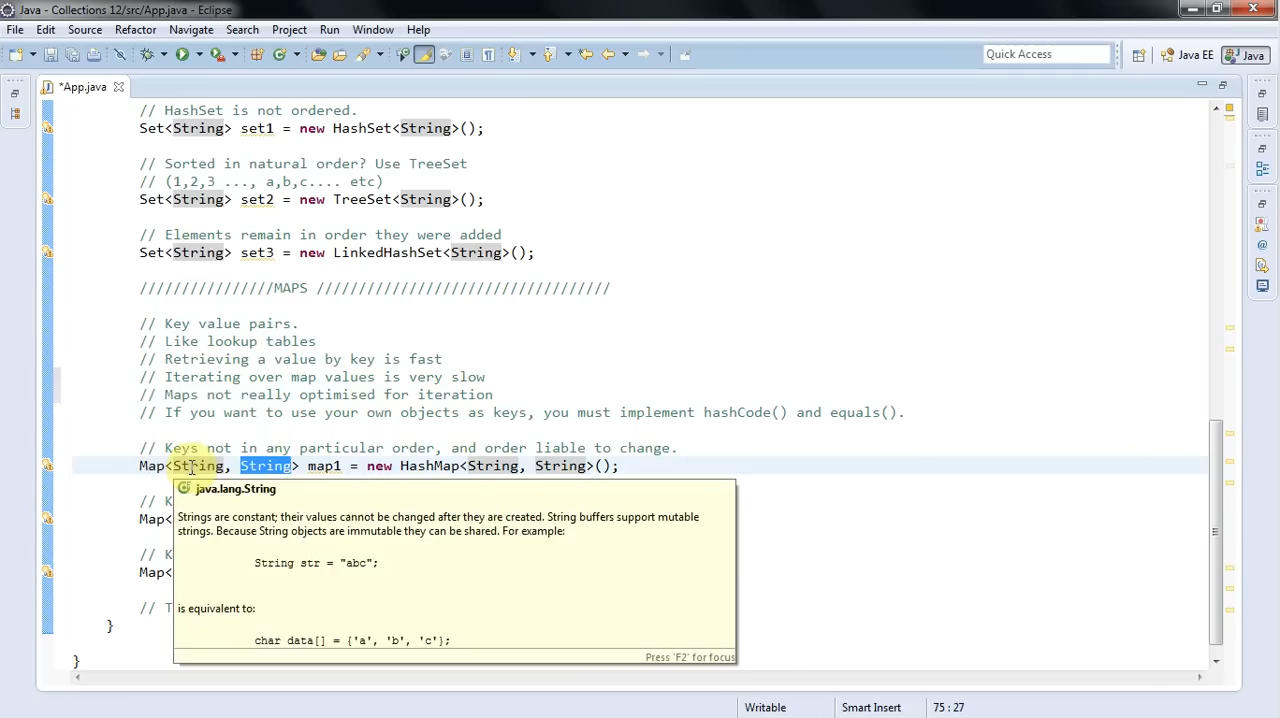 Java - Collections 12/src/App.java - Eclipse
File Edit Source Refactor Navigate Search Project Run Window Help
Quick Access Java EE Java
*App.java
// HashSet is not ordered.
Set<String> set1 = new HashSet<String>();
// Sorted in natural order? Use TreeSet
// (1,2,3 ..., a,b,c.... etc)
Set<String> set2 = new TreeSet<String>();
// Elements remain in order they were added
Set<String> set3 = new LinkedHashSet<String>();
////////////////MAPS ///////////////////////////////////
// Key value pairs.
// Like lookup tables
// Retrieving a value by key is fast
// Iterating over map values is very slow
// Maps not really optimised for iteration
// If you want to use your own objects as keys, you must implement hashCode() and equals().
// Keys not in any particular order, and order liable to change.
Map<String, String> map1 = new HashMap<String, String>();
java.lang.String
// K
Strings are constant; their values cannot be changed after they are created. String buffers support mutable
Map<
strings. Because String objects are immutable they can be shared. For example:
// K
String str = "abc";
Map<
// T
is equivalent to:
}
char data[] = {'a', 'b', 'c'};
Press 'F2' for focus
}
Writable Smart Insert 75 : 27